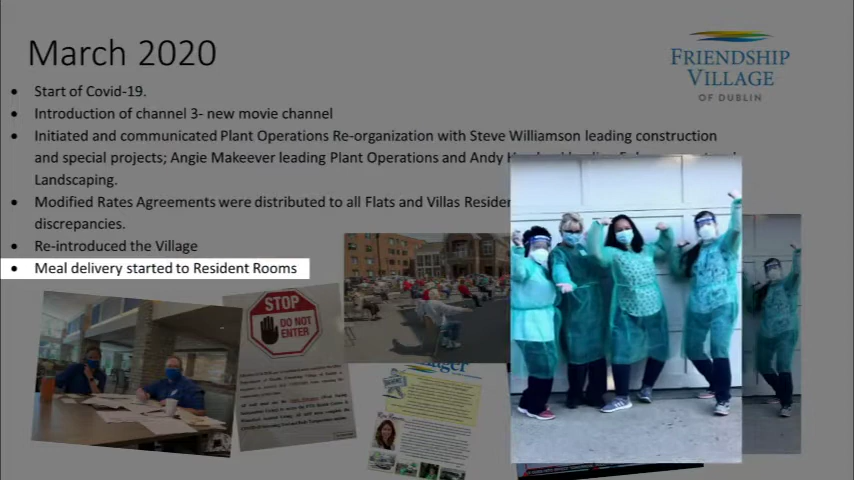 March 2020
FRIENDSHIP
VILLAGE
OF DUBLIN
• Start of Covid-19.
• Introduction of channel 3- new movie channel
• Initiated and communicated Plant Operations Re-organization with Steve Williamson leading construction
and special projects; Angie Makeever leading Plant Operations and Andy
Landscaping.
• Modified Rates Agreements were distributed to all Flats and Villas
discrepancies.
• Re-introduced the Village
• Meal delivery started to Resident Rooms
STOP
DO NOT
ENTER